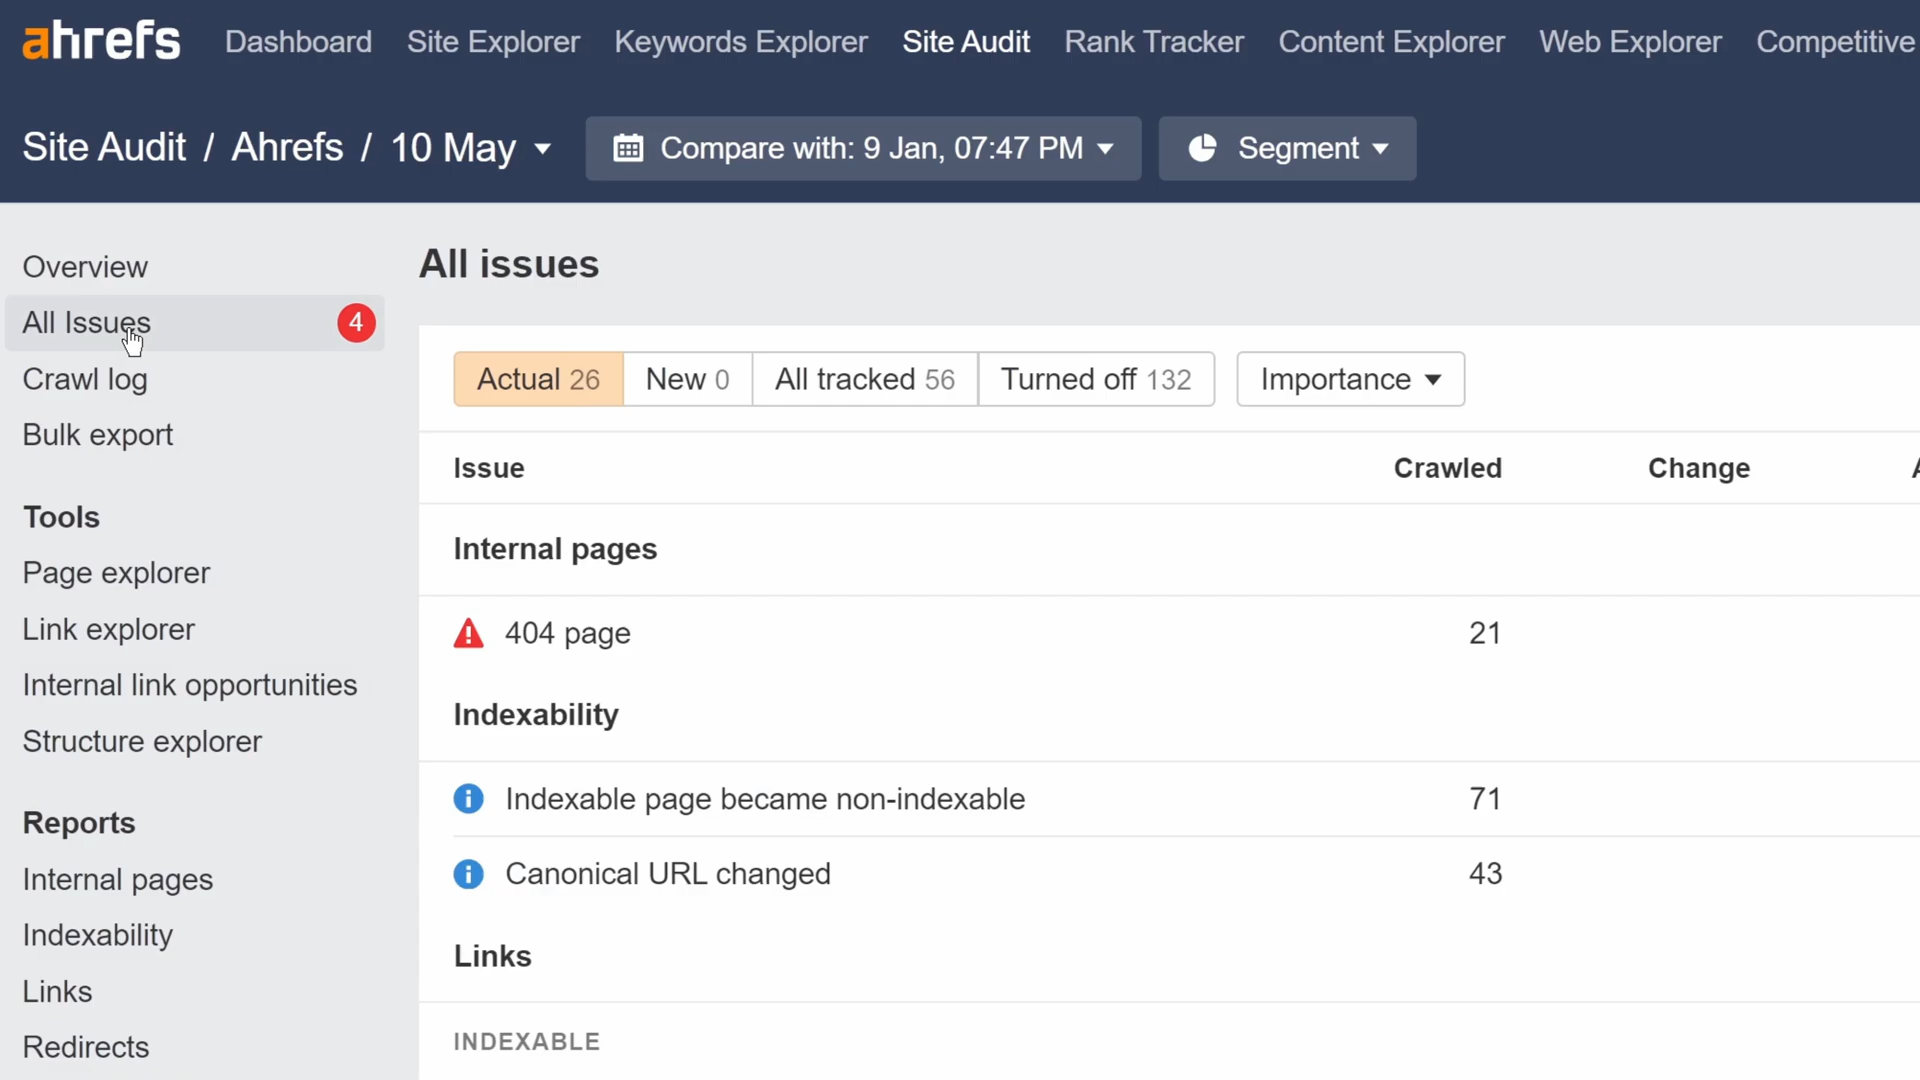 ahrefs Dashboard Site Explorer Keywords Explorer Site Audit Rank Tracker Content Explorer Web Explorer Competitive
Site Audit / Ahrefs / 10 May Compare with: 9 Jan, 07:47 PM Segment
Overview
All Issues 4
Crawl log
Bulk export
Tools
Page explorer
Link explorer
Internal link opportunities
Structure explorer
Reports
Internal pages
Indexability
Links
Redirects
All issues
Actual 26 New 0 All tracked 56 Turned off 132 Importance
Issue Crawled Change
Internal pages
404 page 21
Indexability
Indexable page became non-indexable 71
Canonical URL changed 43
Links
INDEXABLE